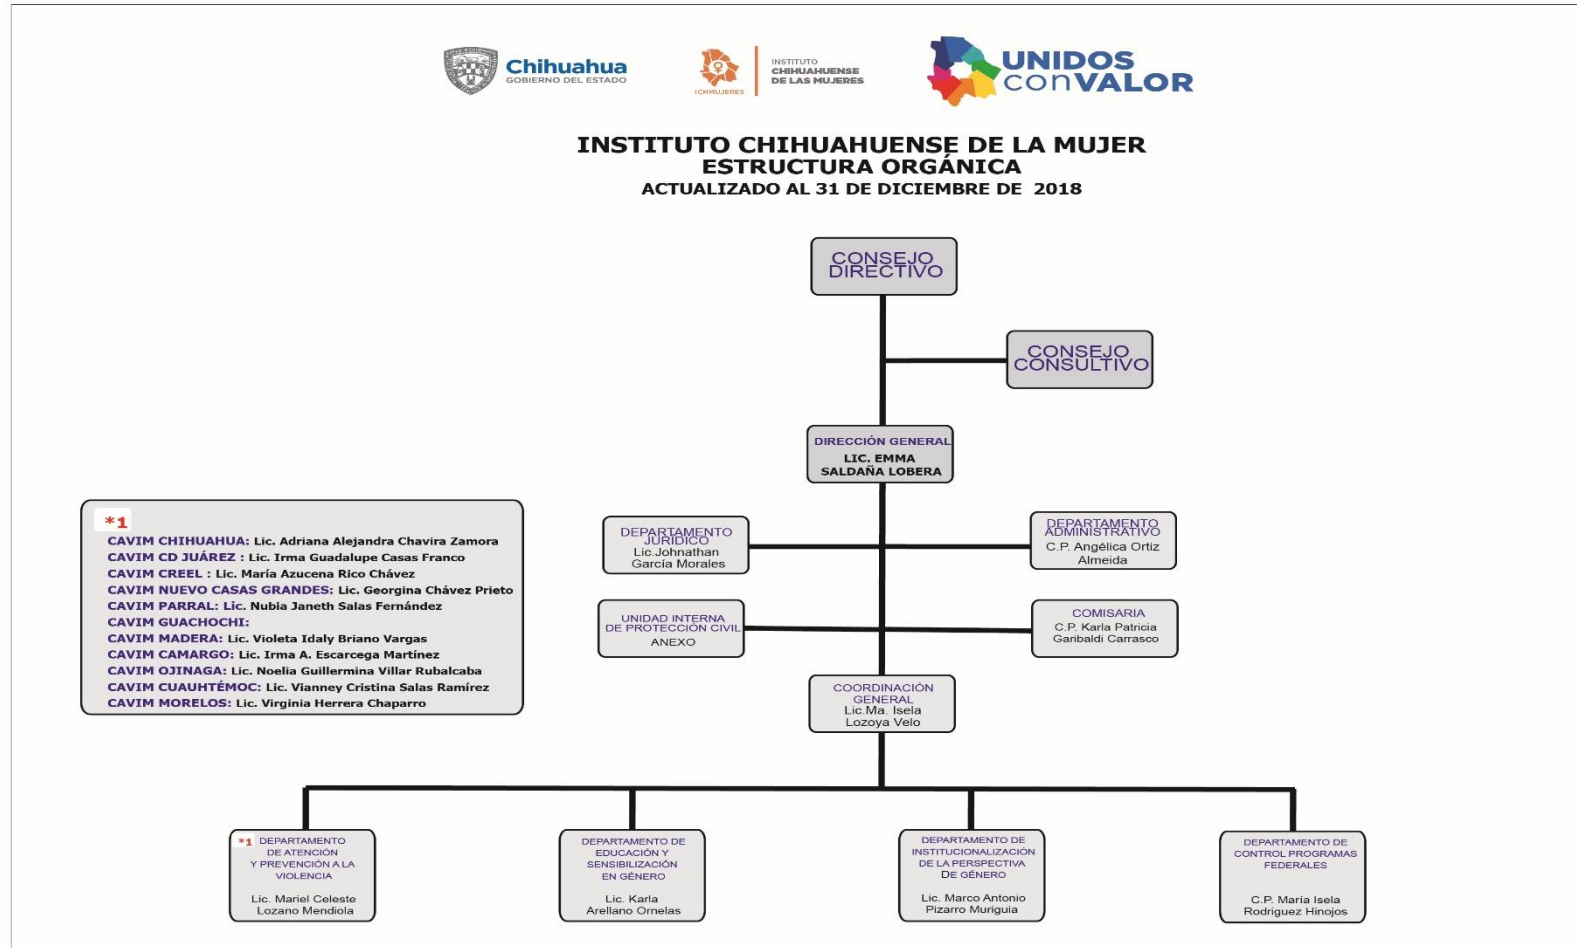 Chihuahua
GOBIERNO DEL ESTADO
ICHMUJERES
INSTITUTO
CHIHUAHUENSE
DE LAS MUJERES
UNIDOS
conVALOR
INSTITUTO CHIHUAHUENSE DE LA MUJER
ESTRUCTURA ORGÁNICA
ACTUALIZADO AL 31 DE DICIEMBRE DE 2018
CONSEJO
DIRECTIVO
CONSEJO
CONSULTIVO
DIRECCIÓN GENERAL
LIC. EMMA
SALDAÑA LOBERA
*1
CAVIM CHIHUAHUA: Lic. Adriana Alejandra Chavira Zamora
CAVIM CD JUÁREZ : Lic. Irma Guadalupe Casas Franco
CAVIM CREEL : Lic. María Azucena Rico Chávez
CAVIM NUEVO CASAS GRANDES: Lic. Georgina Chávez Prieto
CAVIM PARRAL: Lic. Nubia Janeth Salas Fernández
CAVIM GUACHOCHI:
CAVIM MADERA: Lic. Violeta Idaly Briano Vargas
CAVIM CAMARGO: Lic. Irma A. Escarcega Martínez
CAVIM OJINAGA: Lic. Noelia Guillermina Villar Rubalcaba
CAVIM CUAUHTÉMOC: Lic. Vianney Cristina Salas Ramírez
CAVIM MORELOS: Lic. Virginia Herrera Chaparro
DEPARTAMENTO
JURÍDICO
Lic.Johnathan
García Morales
DEPARTAMENTO
ADMINISTRATIVO
C.P. Angélica Ortiz
Almeida
UNIDAD INTERNA
DE PROTECCIÓN CIVIL
ANEXO
COMISARIA
C.P. Karla Patricia
Garibaldi Carrasco
COORDINACIÓN
GENERAL
Lic.Ma. Isela
Lozoya Velo
*1 DEPARTAMENTO
DE ATENCIÓN
Y PREVENCIÓN A LA
VIOLENCIA
Lic. Mariel Celeste
Lozano Mendiola
DEPARTAMENTO DE
EDUCACIÓN Y
SENSIBILIZACIÓN
EN GÉNERO
Lic. Karla
Arellano Ornelas
DEPARTAMENTO DE
INSTITUCIONALIZACIÓN
DE LA PERSPECTIVA
DE GÉNERO
Lic. Marco Antonio
Pizarro Muriguia
DEPARTAMENTO DE
CONTROL PROGRAMAS
FEDERALES
C.P. María Isela
Rodriguez Hinojos